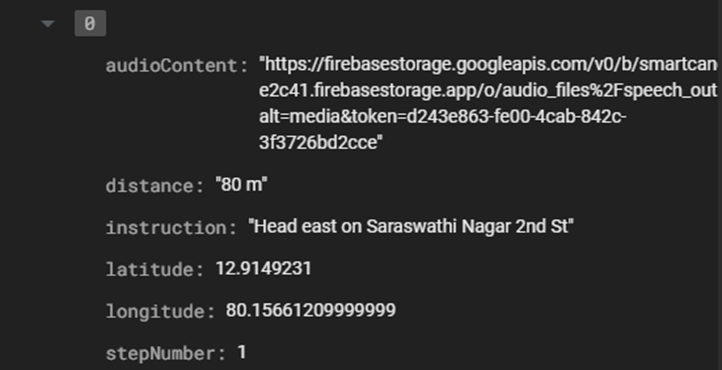 0
audioContent: "https://firebasestorage.googleapis.com/v0/b/smartcan
e2c41.firebasestorage.app/o/audio_files%2Fspeech_out
alt=media&token=d243e863-fe00-4cab-842c-
3f3726bd2cce"
distance: "80 m"
instruction: "Head east on Saraswathi Nagar 2nd St"
latitude: 12.9149231
longitude: 80.15661209999999
stepNumber: 1